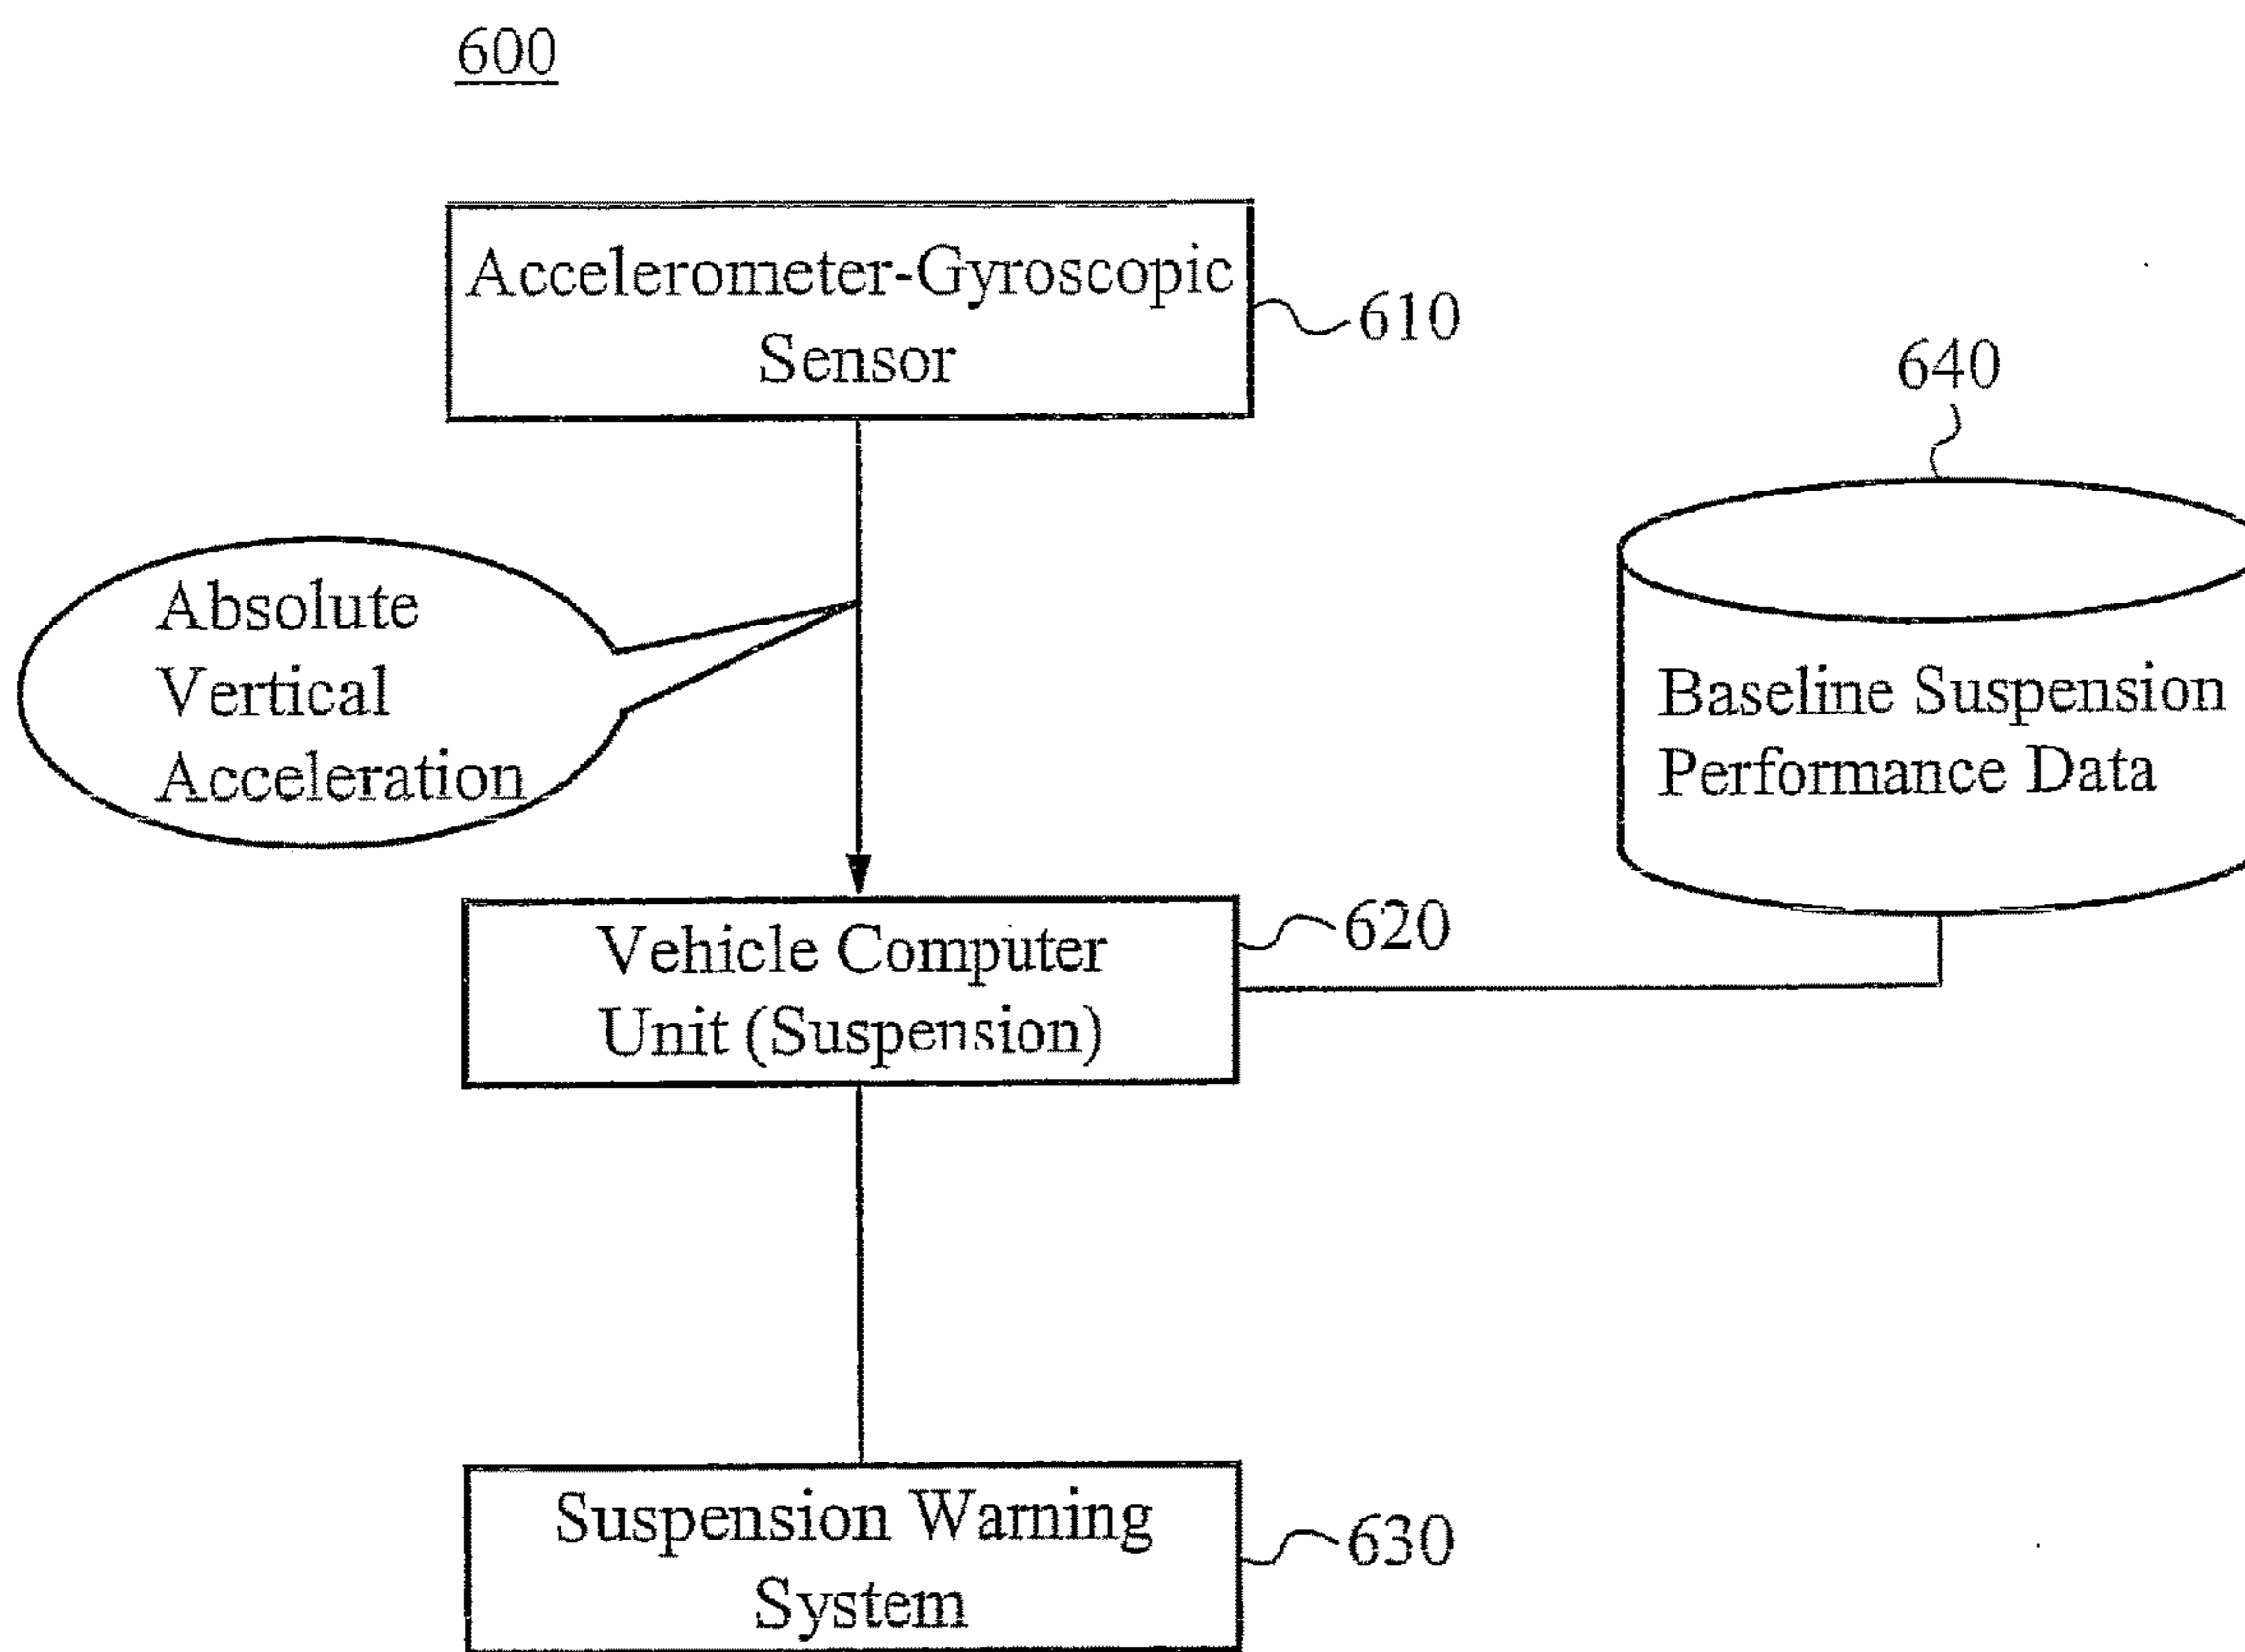 600
Accelerometer-Gyroscopic
Sensor
610
640
Absolute
Vertical
Acceleration
Baseline Suspension
Performance Data
Vehicle Computer
Unit (Suspension)
620
Suspension Warning
System
630